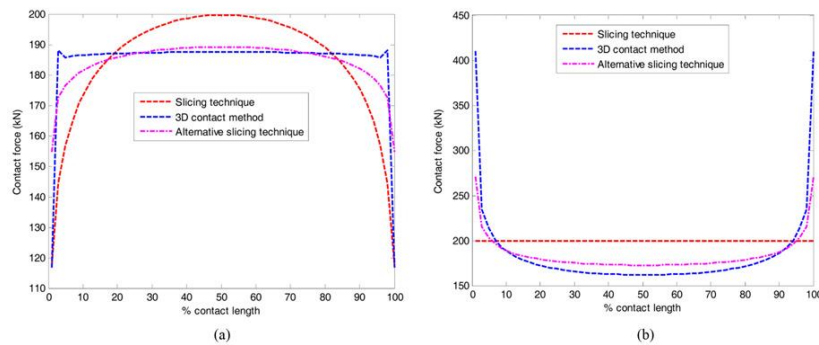 200
190
180
170
160
150
140
130
120
110
Contact force (kN)
Slicing technique
3D contact method
Alternative slicing technique
0 10 20 30 40 50 60 70 80 90 100
% contact length
(a)
450
400
350
300
250
200
150
Contact force (kN)
Slicing technique
3D contact method
Alternative slicing technique
0 10 20 30 40 50 60 70 80 90 100
% contact length
(b)